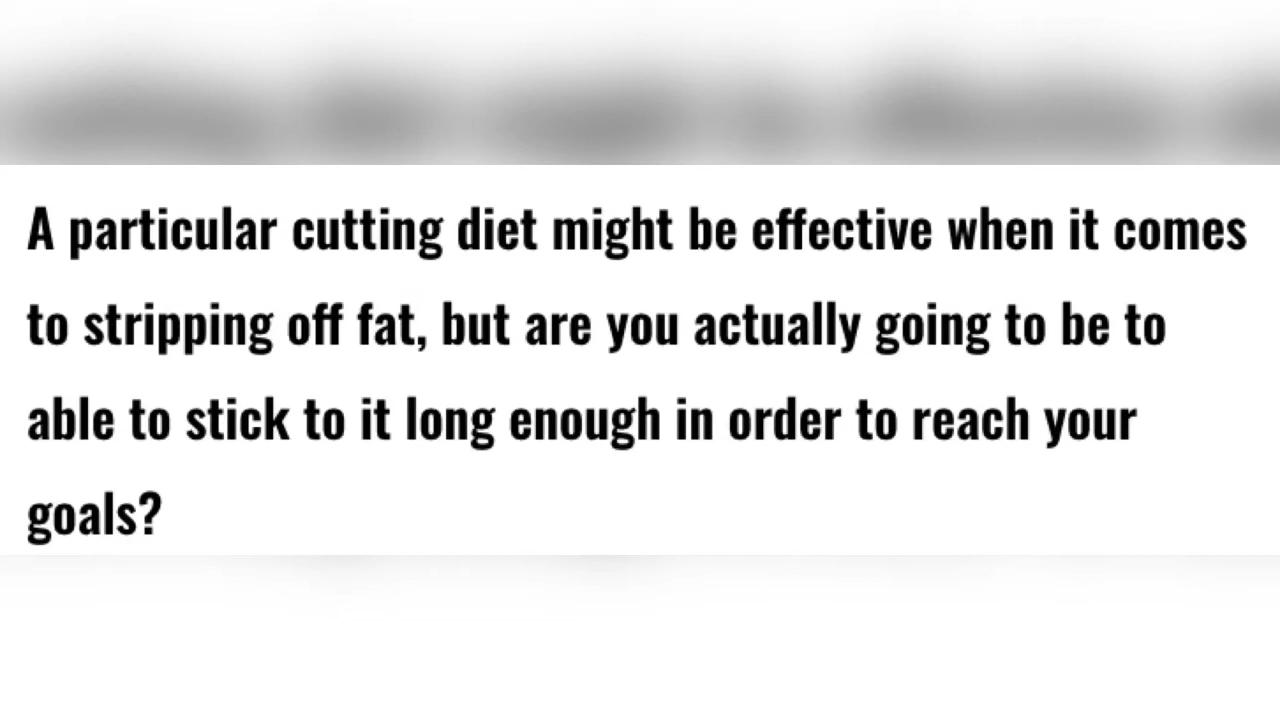 A particular cutting diet might be effective when it comes
to stripping off fat, but are you actually going to be to
able to stick to it long enough in order to reach your
goals?